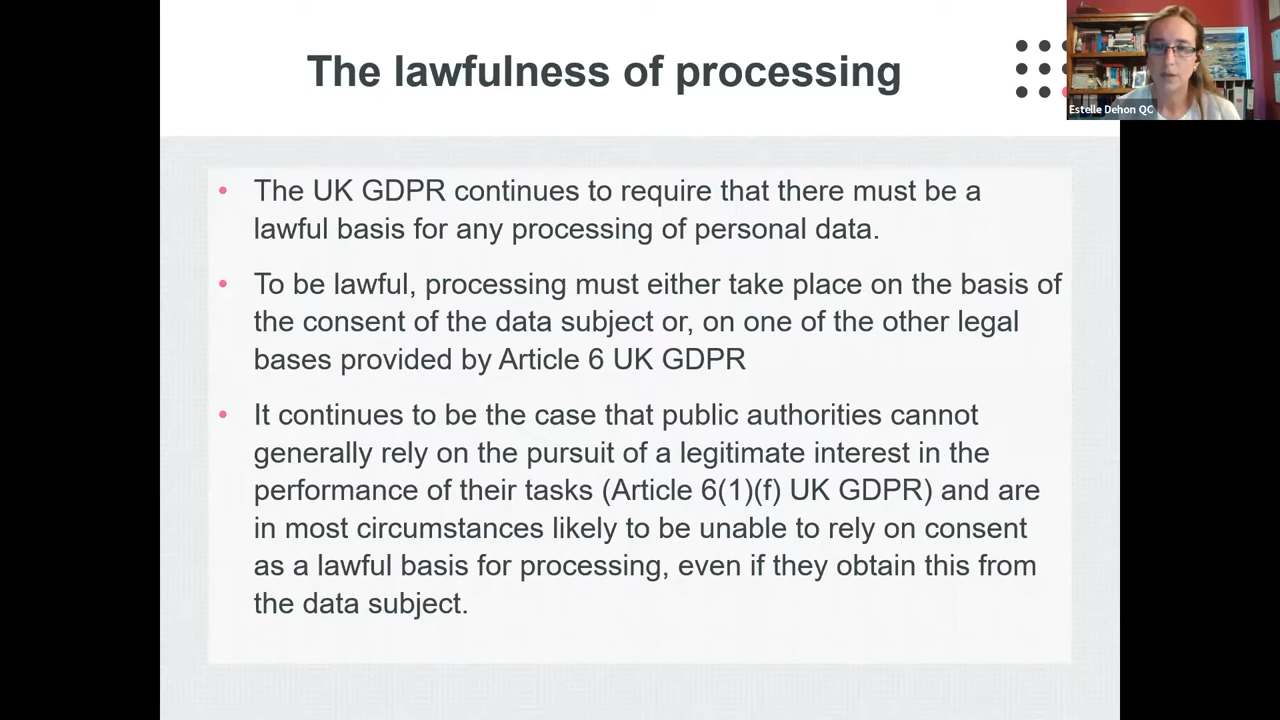 The lawfulness of processing
Estelle Dehon QC
• The UK GDPR continues to require that there must be a
lawful basis for any processing of personal data.
• To be lawful, processing must either take place on the basis of
the consent of the data subject or, on one of the other legal
bases provided by Article 6 UK GDPR
• It continues to be the case that public authorities cannot
generally rely on the pursuit of a legitimate interest in the
performance of their tasks (Article 6(1)(f) UK GDPR) and are
in most circumstances likely to be unable to rely on consent
as a lawful basis for processing, even if they obtain this from
the data subject.